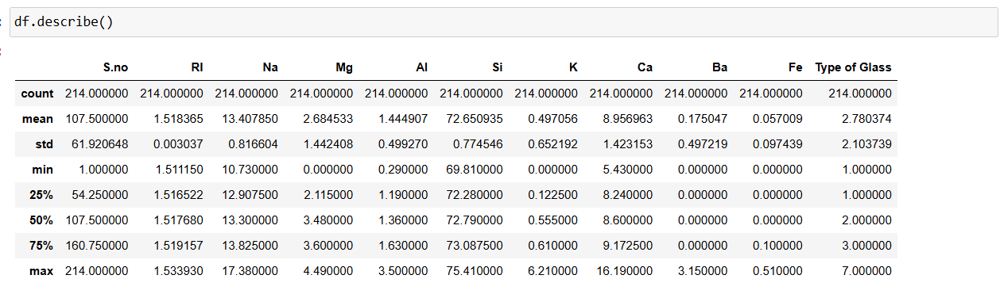 df.describe()
S.no RI Na Mg Al Si K Ca Ba Fe Type of Glass
count 214.000000 214.000000 214.000000 214.000000 214.000000 214.000000 214.000000 214.000000 214.000000 214.000000 214.000000
mean 107.500000 1.518365 13.407850 2.684533 1.444907 72.650935 0.497056 8.956963 0.175047 0.057009 2.780374
std 61.920648 0.003037 0.816604 1.442408 0.499270 0.774546 0.652192 1.423153 0.497219 0.097439 2.103739
min 1.000000 1.511150 10.730000 0.000000 0.290000 69.810000 0.000000 5.430000 0.000000 0.000000 1.000000
25% 54.250000 1.516522 12.907500 2.115000 1.190000 72.280000 0.122500 8.240000 0.000000 0.000000 1.000000
50% 107.500000 1.517680 13.300000 3.480000 1.360000 72.790000 0.555000 8.600000 0.000000 0.000000 2.000000
75% 160.750000 1.519157 13.825000 3.600000 1.630000 73.087500 0.610000 9.172500 0.000000 0.100000 3.000000
max 214.000000 1.533930 17.380000 4.490000 3.500000 75.410000 6.210000 16.190000 3.150000 0.510000 7.000000